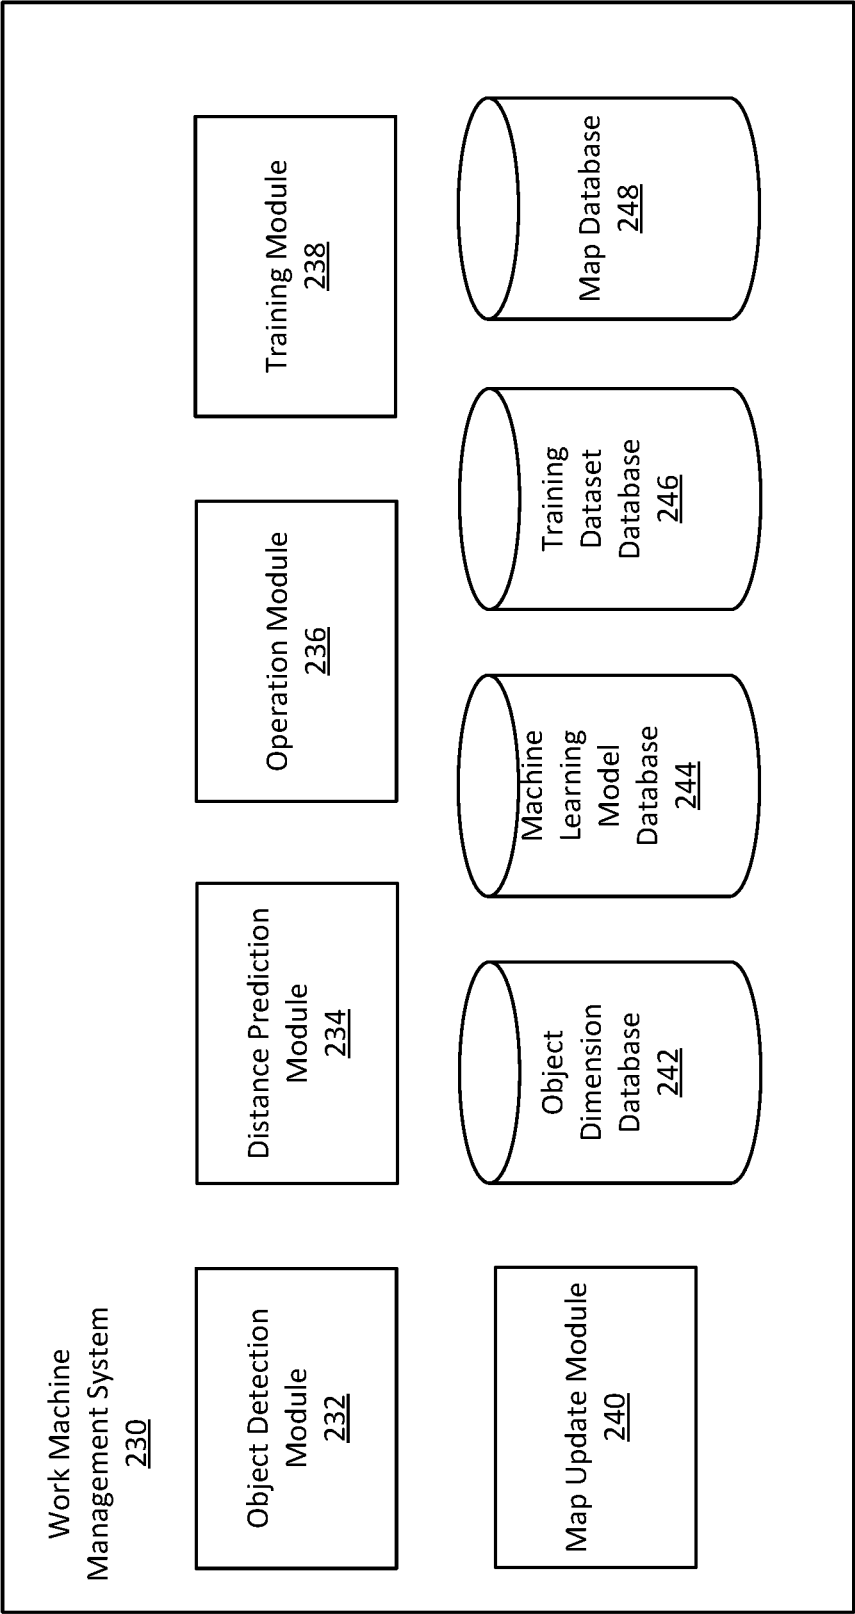 Work Machine
Management System
230
Object Detection
Module
232
Distance Prediction
Module
234
Operation Module
236
Training Module
238
Map Update Module
240
Object
Dimension
Database
242
Machine
Learning
Model
Database
244
Training
Dataset
Database
246
Map Database
248